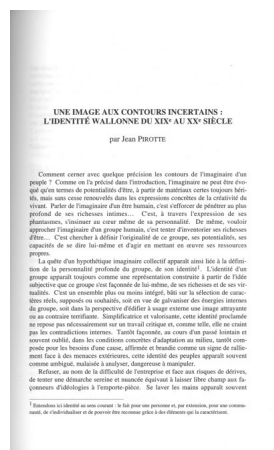 UNE IMAGE AUX CONTOURS INCERTAINS :
L'IDENTITÉ WALLONNE DU XIXe AU XXe SIÈCLE
par Jean PIROTTE
Comment cerner avec quelque précision les contours de l'imaginaire d'un
peuple ? Comme on l'a précisé dans l'introduction, l'imaginaire ne peut être évo-
qué qu'en termes de potentialités d'être, à partir de matériaux certes toujours héri-
tés, mais sans cesse renouvelés dans les expressions concrètes de la créativité du
vivant. Parler de l'imaginaire d'un être humain, c'est s'efforcer de pénétrer au plus
profond de ses richesses intimes... C'est, à travers l'expression de ses
phantasmes, s'insinuer au cœur même de sa personnalité. De même, vouloir
approcher l'imaginaire d'un groupe humain, c'est tenter d'inventorier ses richesses
d'être... C'est chercher à définir l'originalité de ce groupe, ses potentialités, ses
capacités de se dire lui-même et d'agir en mettant en œuvre ses ressources
propres.
La quête d'un hypothétique imaginaire collectif apparaît ainsi liée à la défini-
tion de la personnalité profonde du groupe, de son identité1. L'identité d'un
groupe apparaît toujours comme une représentation construite à partir de l'idée
subjective que ce groupe s'est façonnée de lui-même, de ses richesses et de ses vir-
tualités. C'est un ensemble plus ou moins intégré, bâti sur la sélection de carac-
tères réels, supposés ou souhaités, soit en vue de galvaniser des énergies internes
du groupe, soit dans la perspective d'édifier à usage externe une image attrayante
ou au contraire terrifiante. Simplificatrice et valorisante, cette identité proclamée
ne repose pas nécessairement sur un travail critique et, comme telle, elle ne craint
pas les contradictions internes. Tantôt façonnée, au cours d'un passé lointain et
souvent oublié, dans les conditions concrètes d'adaptation au milieu, tantôt com-
posée pour les besoins d'une cause, affirmée et brandie comme un signe de rallie-
ment face à des menaces extérieures, cette identité des peuples apparaît souvent
comme ambiguë, malaisée à analyser, dangereuse à manipuler.
Refuser, au nom de la difficulté de l'entreprise et face aux risques de dérives,
de tenter une démarche sereine et nuancée équivaut à laisser libre champ aux fa-
çonneurs d'idéologies à l'emporte-pièce. Se laver les mains apparaît souvent
1 Entendons ici identité au sens courant : le fait pour une personne et, par extension, pour une commu-
nauté, de s'individualiser et de pouvoir être reconnue grâce à des éléments qui la caractérisent.